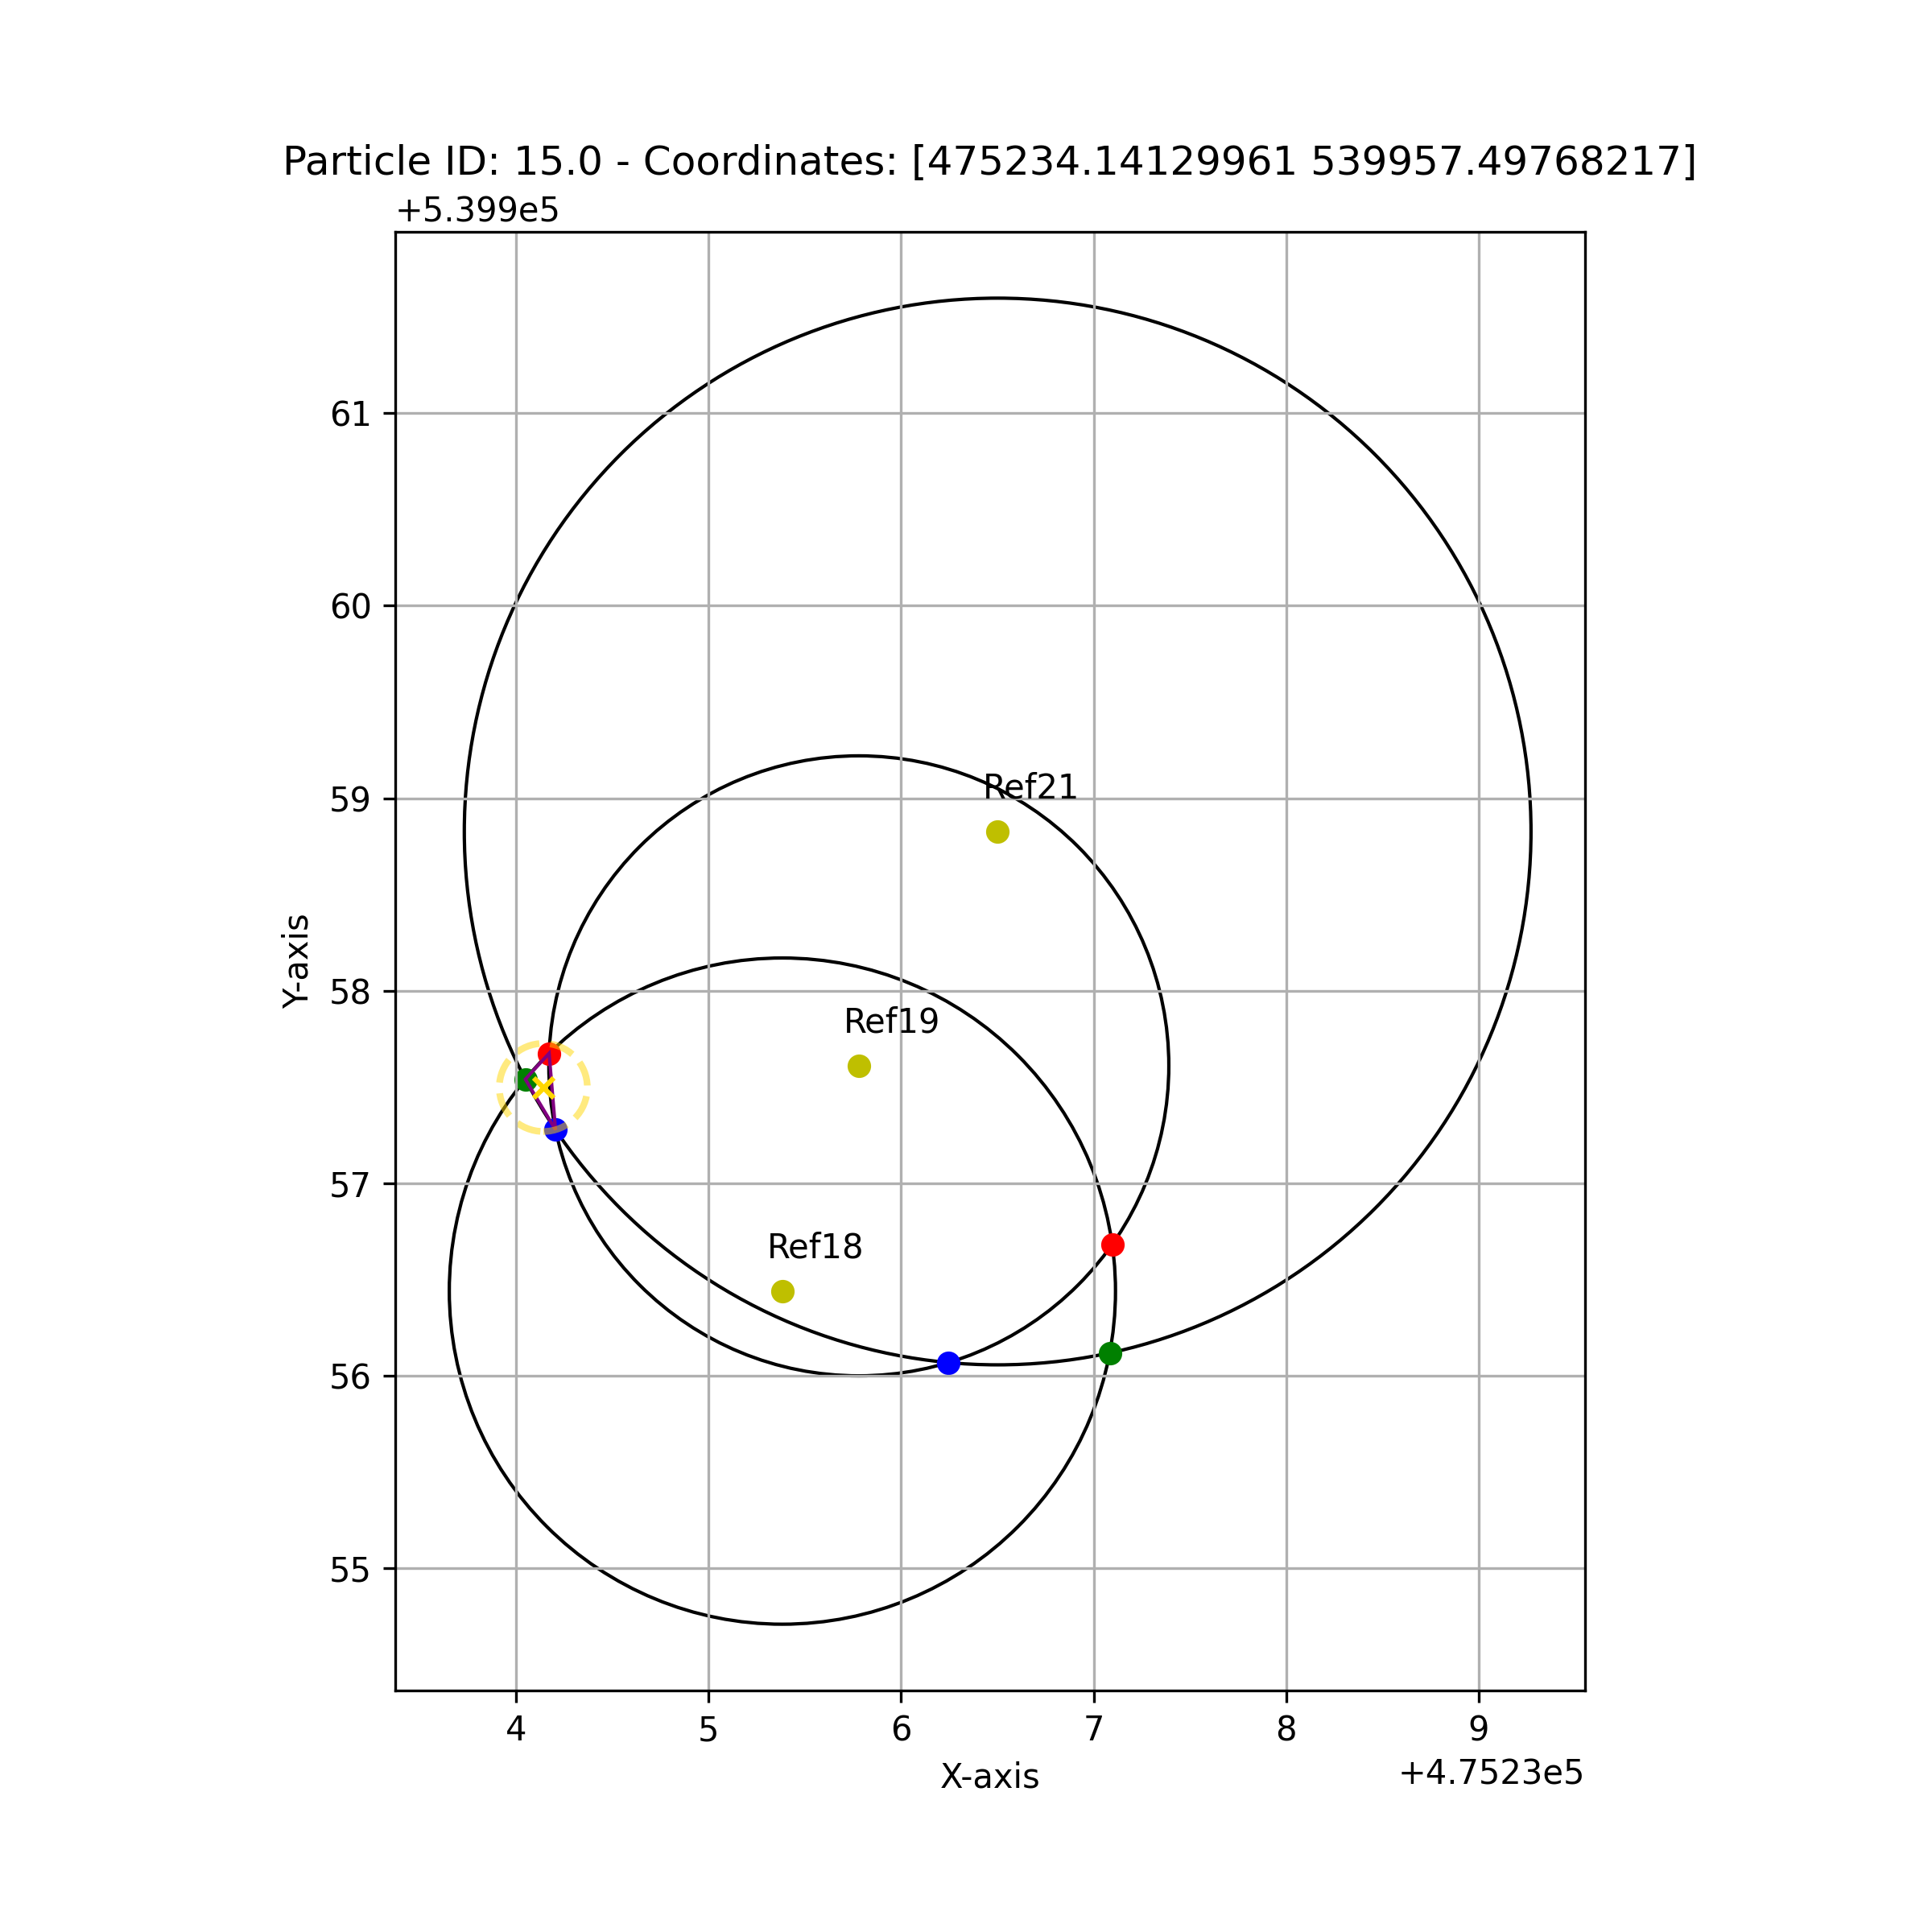 Particle ID: 15.0 - Coordinates: [475234.14129961 539957.49768217]
+5.399e5
61
60
59
58
57
56
55
Y-axis
Ref21
Ref19
Ref18
4 5 6 7 8 9
X-axis
+4.7523e5